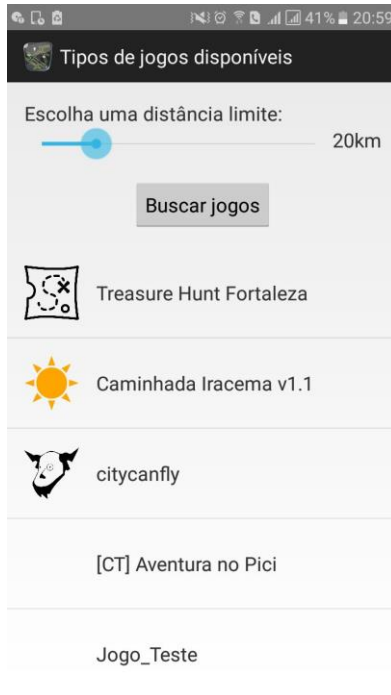 41% 20:59
Tipos de jogos disponíveis
Escolha uma distância limite:
20km
Buscar jogos
Treasure Hunt Fortaleza
Caminhada Iracema v1.1
citycanfly
[CT] Aventura no Pici
Jogo_Teste